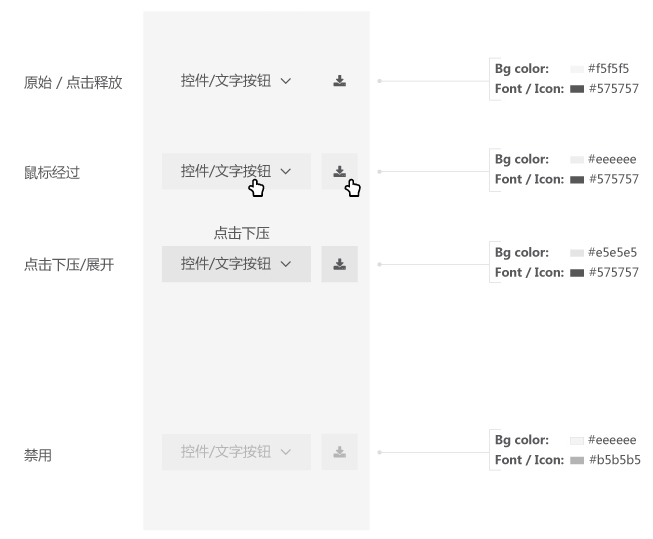 原始 / 点击释放
控件/文字按钮
Bg color: #f5f5f5
Font / Icon: #575757
鼠标经过
控件/文字按钮
Bg color: #eeeeee
Font / Icon: #575757
点击下压
点击下压/展开
控件/文字按钮
Bg color: #e5e5e5
Font / Icon: #575757
禁用
控件/文字按钮
Bg color: #eeeeee
Font / Icon: #b5b5b5